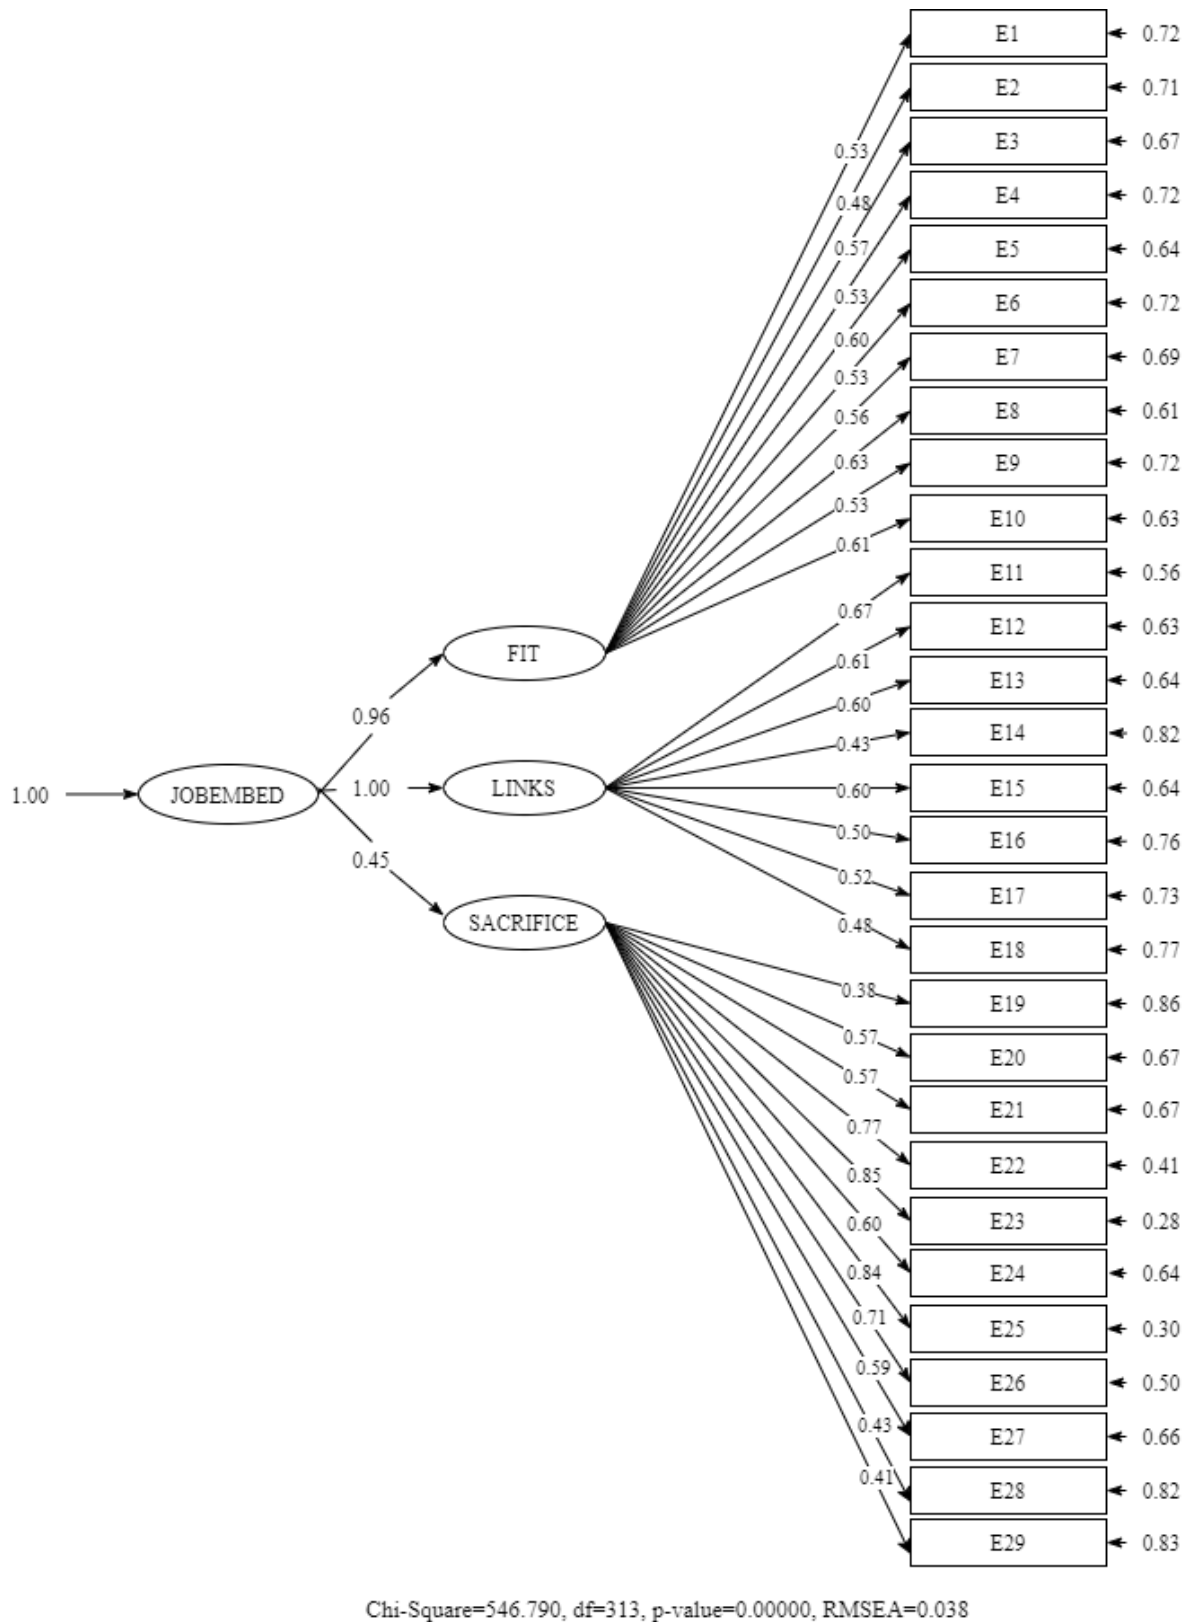 E1 0.72
E2 0.71
0.53 E3 0.67
0.48 E4 0.72
0.57 E5 0.64
0.53 E6 0.72
0.60 E7 0.69
0.53
0.56 E8 0.61
0.63 E9 0.72
0.53 E10 0.63
0.61 E11 0.56
0.67 E12 0.63
FIT 0.61 E13 0.64
0.96 0.60 E14 0.82
0.43
1.00 JOBEMBED 1.00 LINKS 0.60 E15 0.64
0.45 0.50 E16 0.76
0.52 E17 0.73
SACRIFICE 0.48 E18 0.77
0.38 E19 0.86
0.57 E20 0.67
0.57 E21 0.67
0.77 E22 0.41
0.85 E23 0.28
0.60 E24 0.64
0.84 E25 0.30
0.71 E26 0.50
0.59 E27 0.66
0.43 E28 0.82
0.41 E29 0.83
Chi-Square=546.790, df=313, p-value=0.00000, RMSEA=0.038